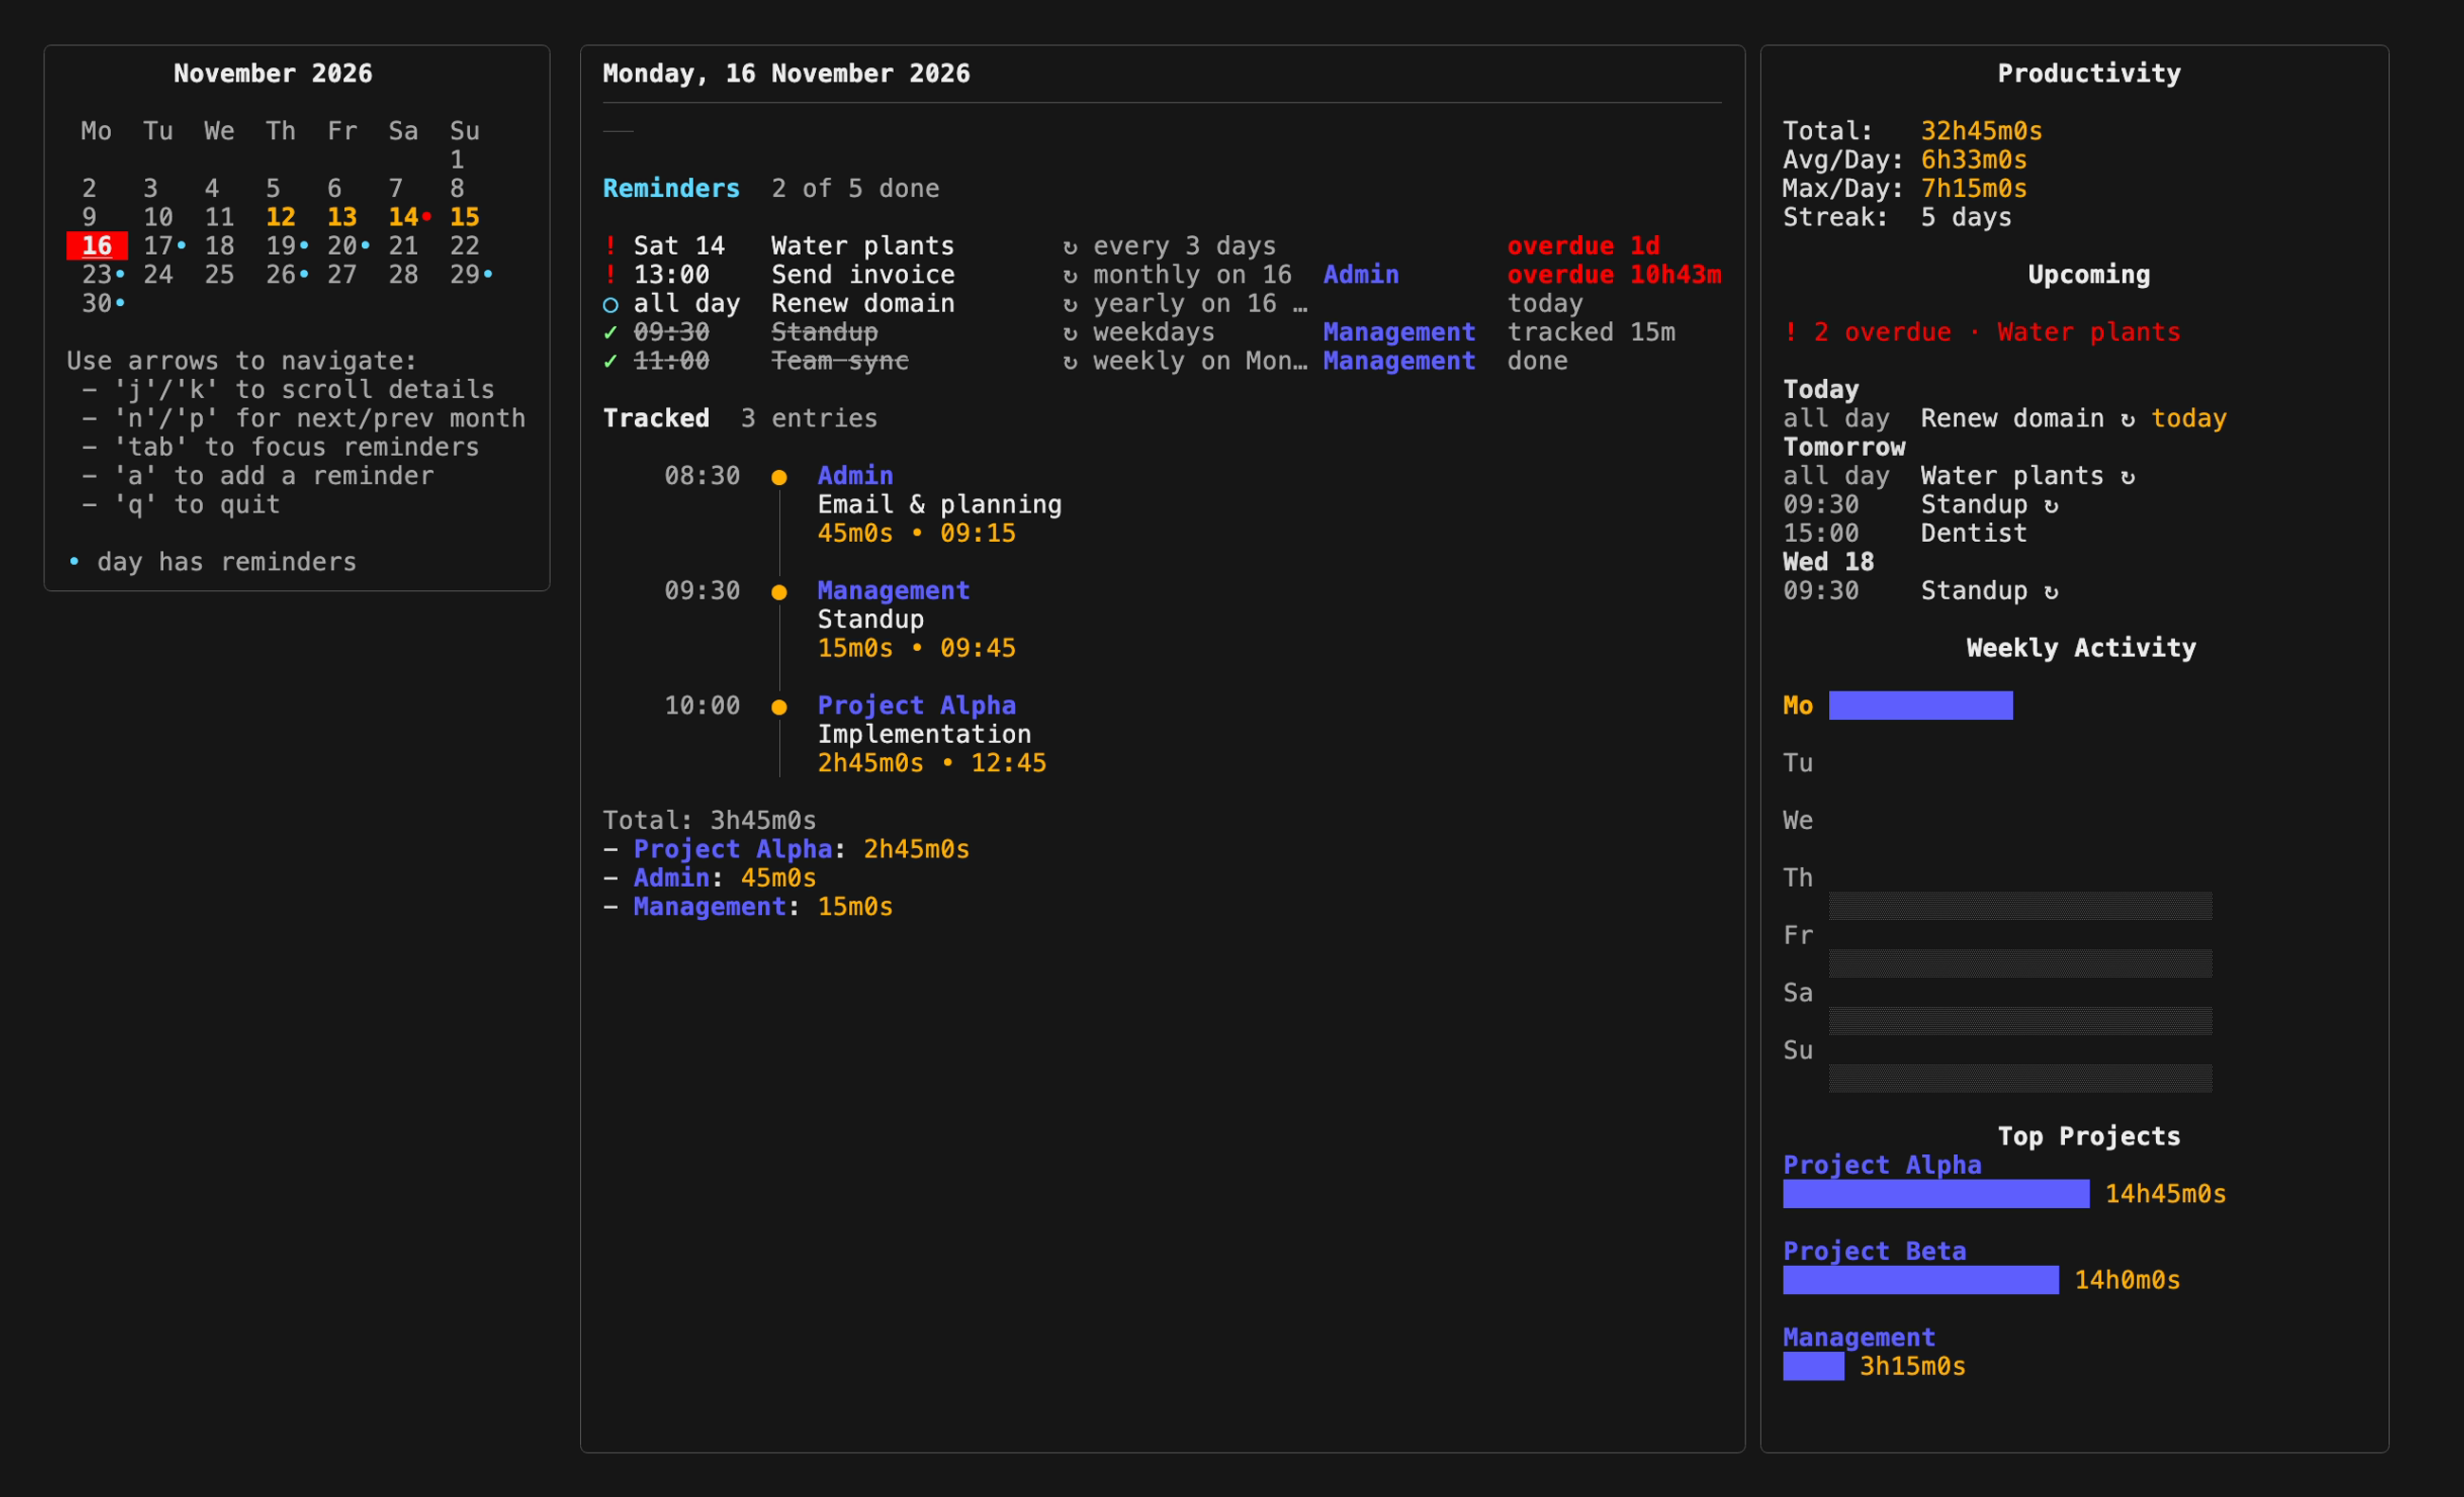 November 2026
Mo Tu We Th Fr Sa Su
1
2 3 4 5 6 7 8
9 10 11 12 13 14• 15
16 17• 18 19• 20• 21 22
23• 24 25 26• 27 28 29•
30•
Use arrows to navigate:
– 'j'/'k' to scroll details
– 'n'/'p' for next/prev month
– 'tab' to focus reminders
– 'a' to add a reminder
– 'q' to quit
• day has reminders
Monday, 16 November 2026
Reminders 2 of 5 done
! Sat 14 Water plants ↻ every 3 days overdue 1d
! 13:00 Send invoice ↻ monthly on 16 Admin overdue 10h43m
○ all day Renew domain ↻ yearly on 16 … today
✓ 09:30 Standup ↻ weekdays Management tracked 15m
✓ 11:00 Team sync ↻ weekly on Mon… Management done
Tracked 3 entries
08:30 ● Admin
Email & planning
45m0s • 09:15
09:30 ● Management
Standup
15m0s • 09:45
10:00 ● Project Alpha
Implementation
2h45m0s • 12:45
Total: 3h45m0s
– Project Alpha: 2h45m0s
– Admin: 45m0s
– Management: 15m0s
Productivity
Total: 32h45m0s
Avg/Day: 6h33m0s
Max/Day: 7h15m0s
Streak: 5 days
Upcoming
! 2 overdue · Water plants
Today
all day Renew domain ↻ today
Tomorrow
all day Water plants ↻
09:30 Standup ↻
15:00 Dentist
Wed 18
09:30 Standup ↻
Weekly Activity
Mo
Tu
We
Th
Fr
Sa
Su
Top Projects
Project Alpha
14h45m0s
Project Beta
14h0m0s
Management
3h15m0s